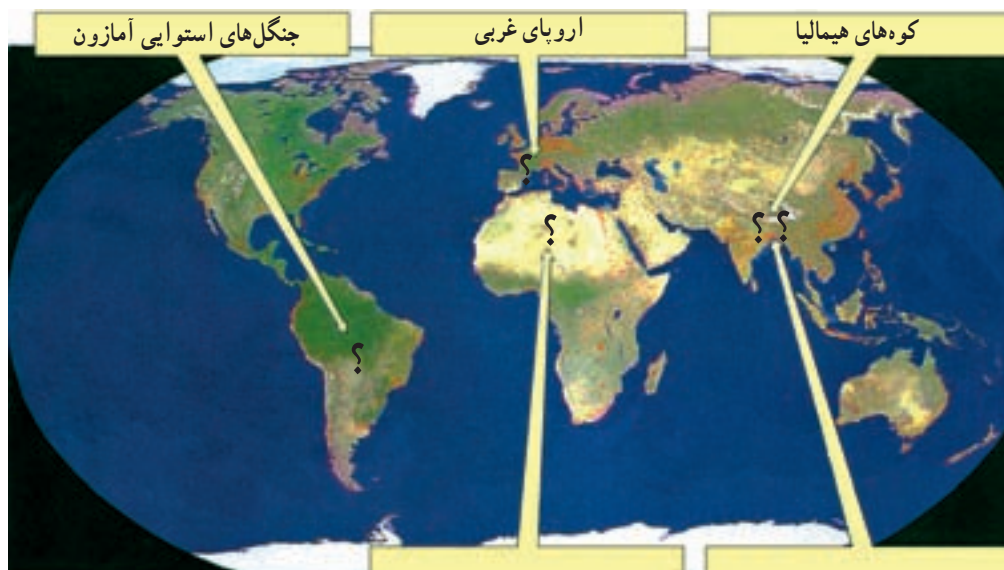 کوه‌های هیمالیا
اروپای غربی
جنگل‌های استوایی آمازون
؟
؟
؟ ؟
؟